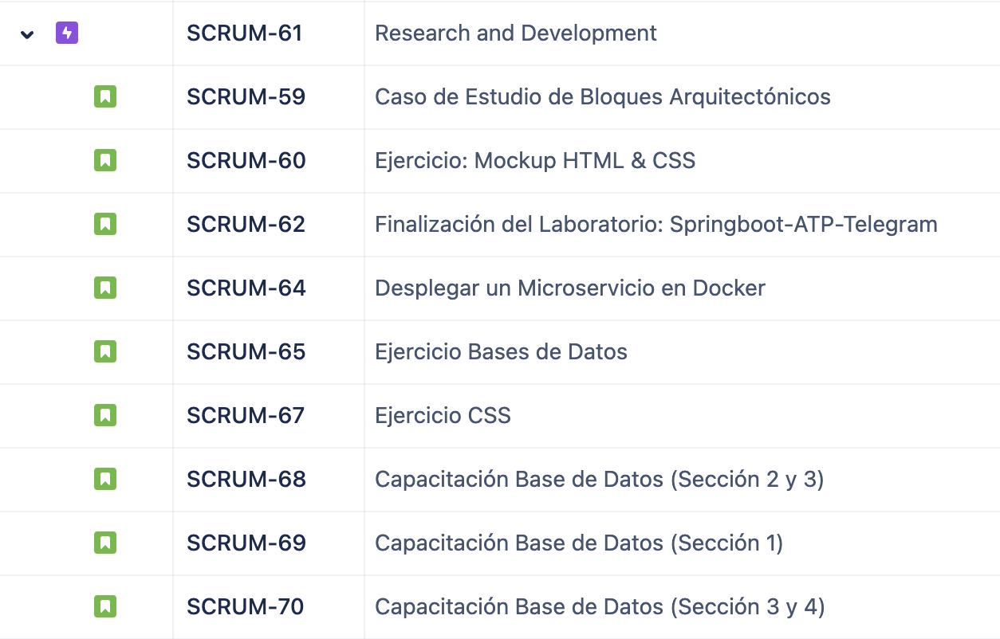 SCRUM-61 Research and Development
SCRUM-59 Caso de Estudio de Bloques Arquitectónicos
SCRUM-60 Ejercicio: Mockup HTML & CSS
SCRUM-62 Finalización del Laboratorio: Springboot-ATP-Telegram
SCRUM-64 Desplegar un Microservicio en Docker
SCRUM-65 Ejercicio Bases de Datos
SCRUM-67 Ejercicio CSS
SCRUM-68 Capacitación Base de Datos (Sección 2 y 3)
SCRUM-69 Capacitación Base de Datos (Sección 1)
SCRUM-70 Capacitación Base de Datos (Sección 3 y 4)